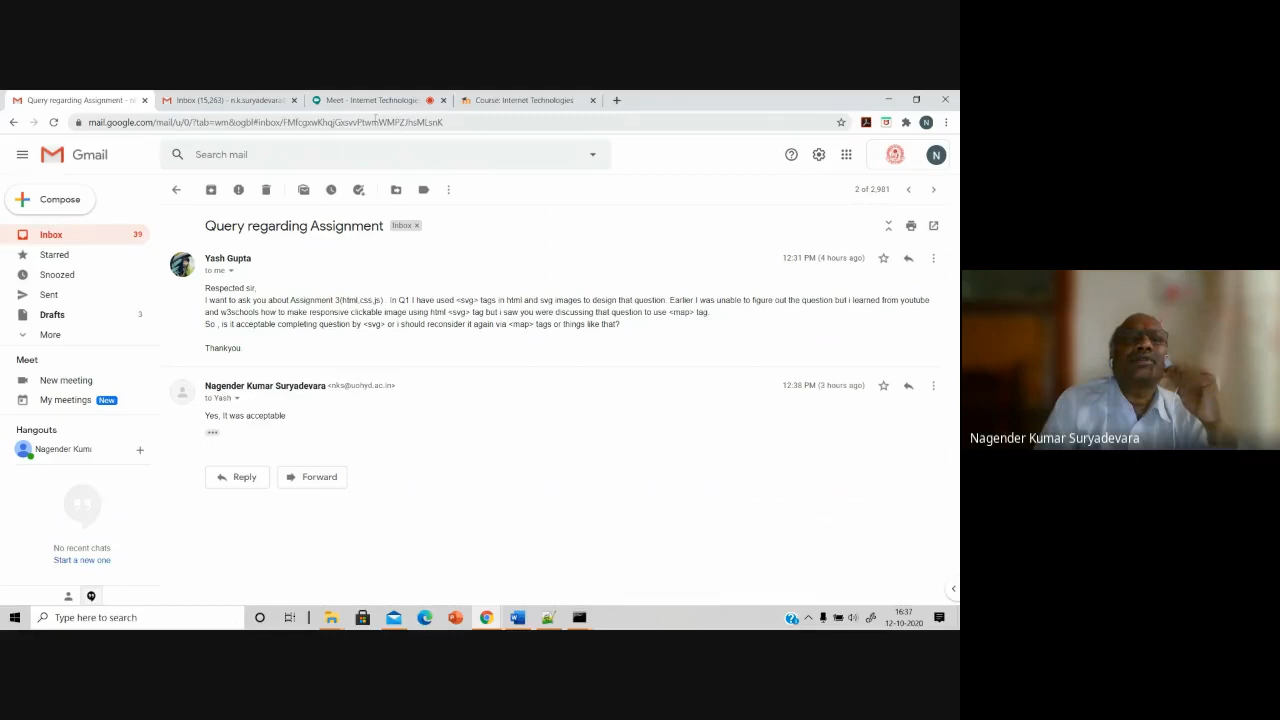 Query regarding Assignment - n
Inbox (15,263) - n.k.suryadevara
Meet - Internet Technologies
Course: Internet Technologies
mail.google.com/mail/u/0/?tab=wm&ogbl#inbox/
Gmail
Search mail
N
Compose
2 of 2,981
Query regarding Assignment
Inbox x
Inbox 39
Starred
Snoozed
Sent
Drafts 3
More
Yash Gupta
12:31 PM (4 hours ago)
to me
Respected sir,
I want to ask you about Assignment 3(html,css,js) . In Q1 I have used <svg> tags in html and svg images to design that question. Earlier I was unable to figure out the question but i learned from youtube
and w3schools how to make responsive clickable image using html <svg> tag but i saw you were discussing that question to use <map> tag.
So , is it acceptable completing question by <svg> or i should reconsider it again via <map> tags or things like that?
Thankyou
Meet
New meeting
My meetings New
Nagender Kumar Suryadevara <nks@uohyd.ac.in>
12:38 PM (3 hours ago)
to Yash
Yes, It was acceptable
Hangouts
Nagender Kum
Reply
Forward
No recent chats
Start a new one
Type here to search
16:37
12-10-2020
Nagender Kumar Suryadevara